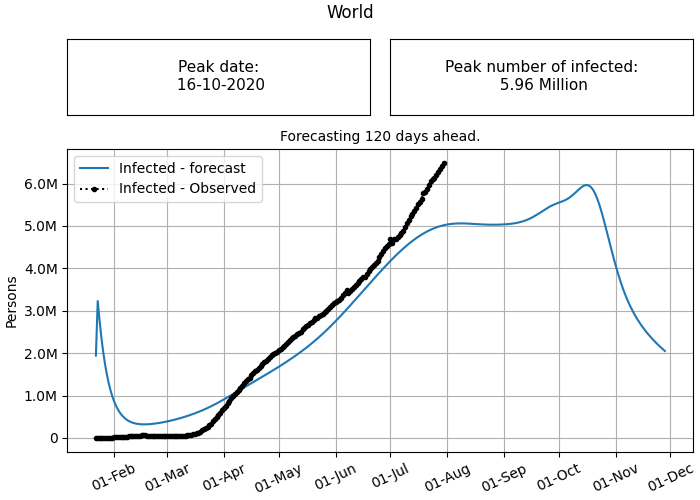 World
Peak date:
16-10-2020
Peak number of infected:
5.96 Million
Forecasting 120 days ahead.
Infected - forecast
Infected - Observed
Persons
6.0M
5.0M
4.0M
3.0M
2.0M
1.0M
0
01-Feb
01-Mar
01-Apr
01-May
01-Jun
01-Jul
01-Aug
01-Sep
01-Oct
01-Nov
01-Dec